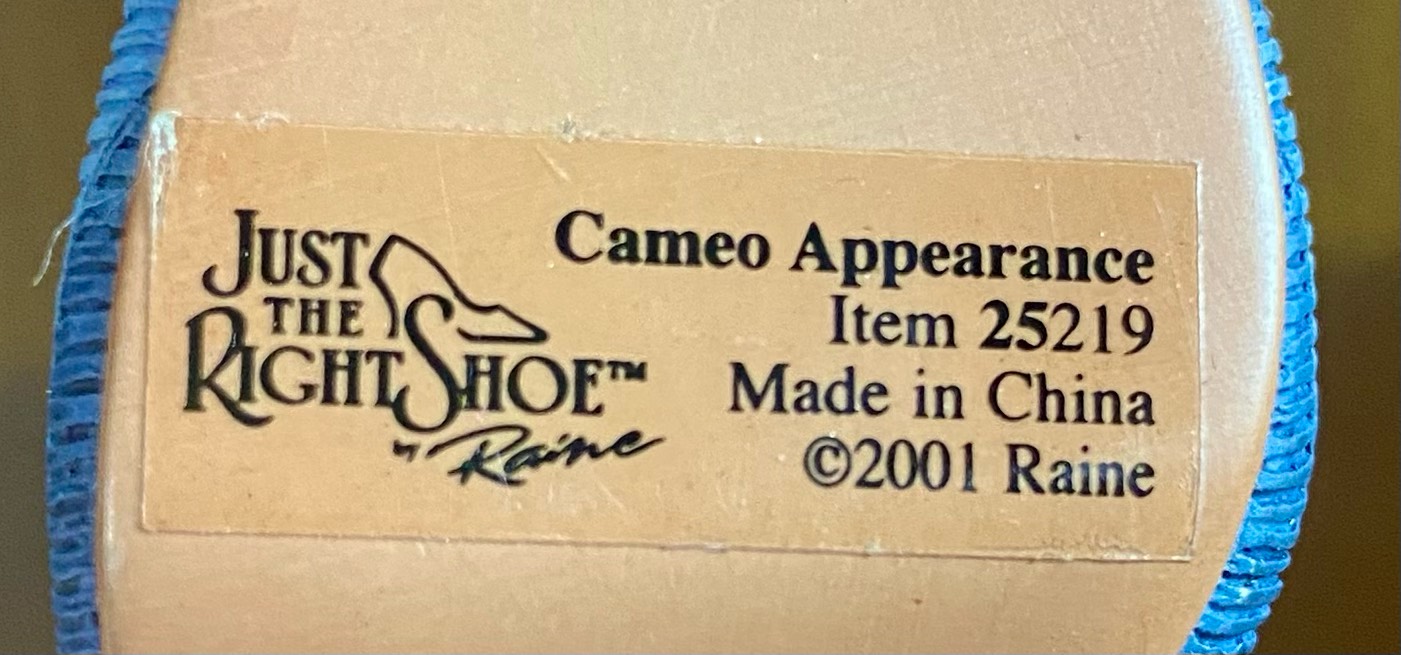 JUST
THE
RIGHT SHOE™
by Raine
Cameo Appearance
Item 25219
Made in China
©2001 Raine